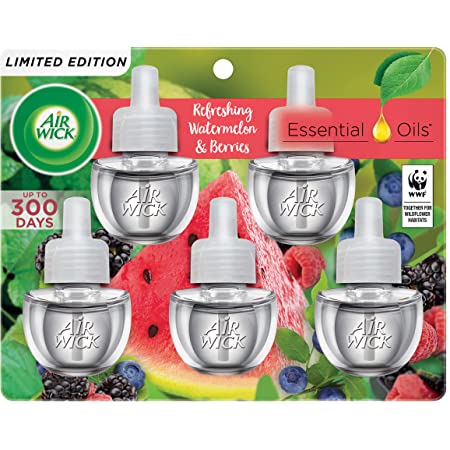 LIMITED EDITION
AIR
WICK
Refreshing
Watermelon
& Berries
Essential Oils™
UP TO
300
DAYS
WWF
TOGETHER FOR
WILDFLOWER
HABITATS
AIR
WICK
AIR
WICK
AIR
WICK
AIR
WICK
AIR
WICK